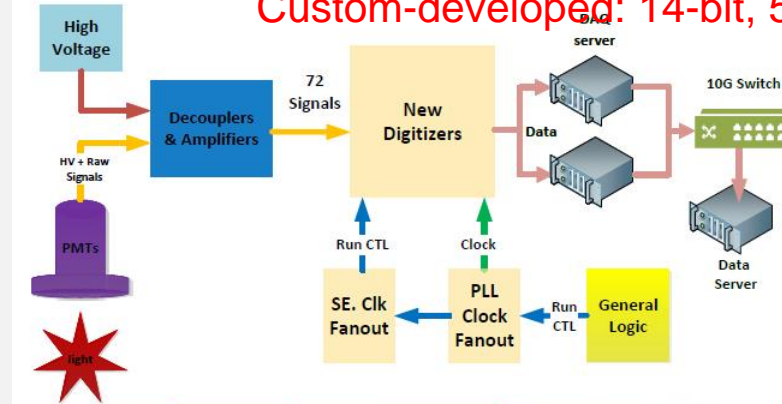 Custom-developed: 14-bit, 5
High
Voltage
DAQ
server
10G Switch
72
Signals
Decouplers
& Amplifiers
New
Digitizers
Data
HV + Raw
Signals
PMTs
Run CTL
Clock
Data
Server
SE. Clk
Fanout
PLL
Clock
Fanout
Run
CTL
General
Logic
light